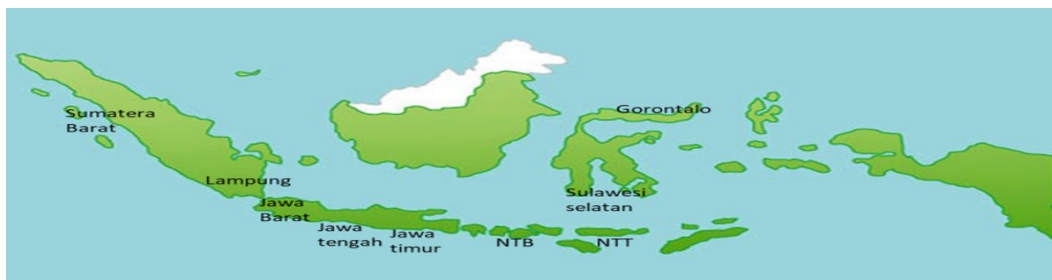 Gorontalo
Sumatera
Barat
Lampung
Sulawesi
selatan
Jawa
Barat
Jawa
tengah
Jawa
timur
NTB
NTT